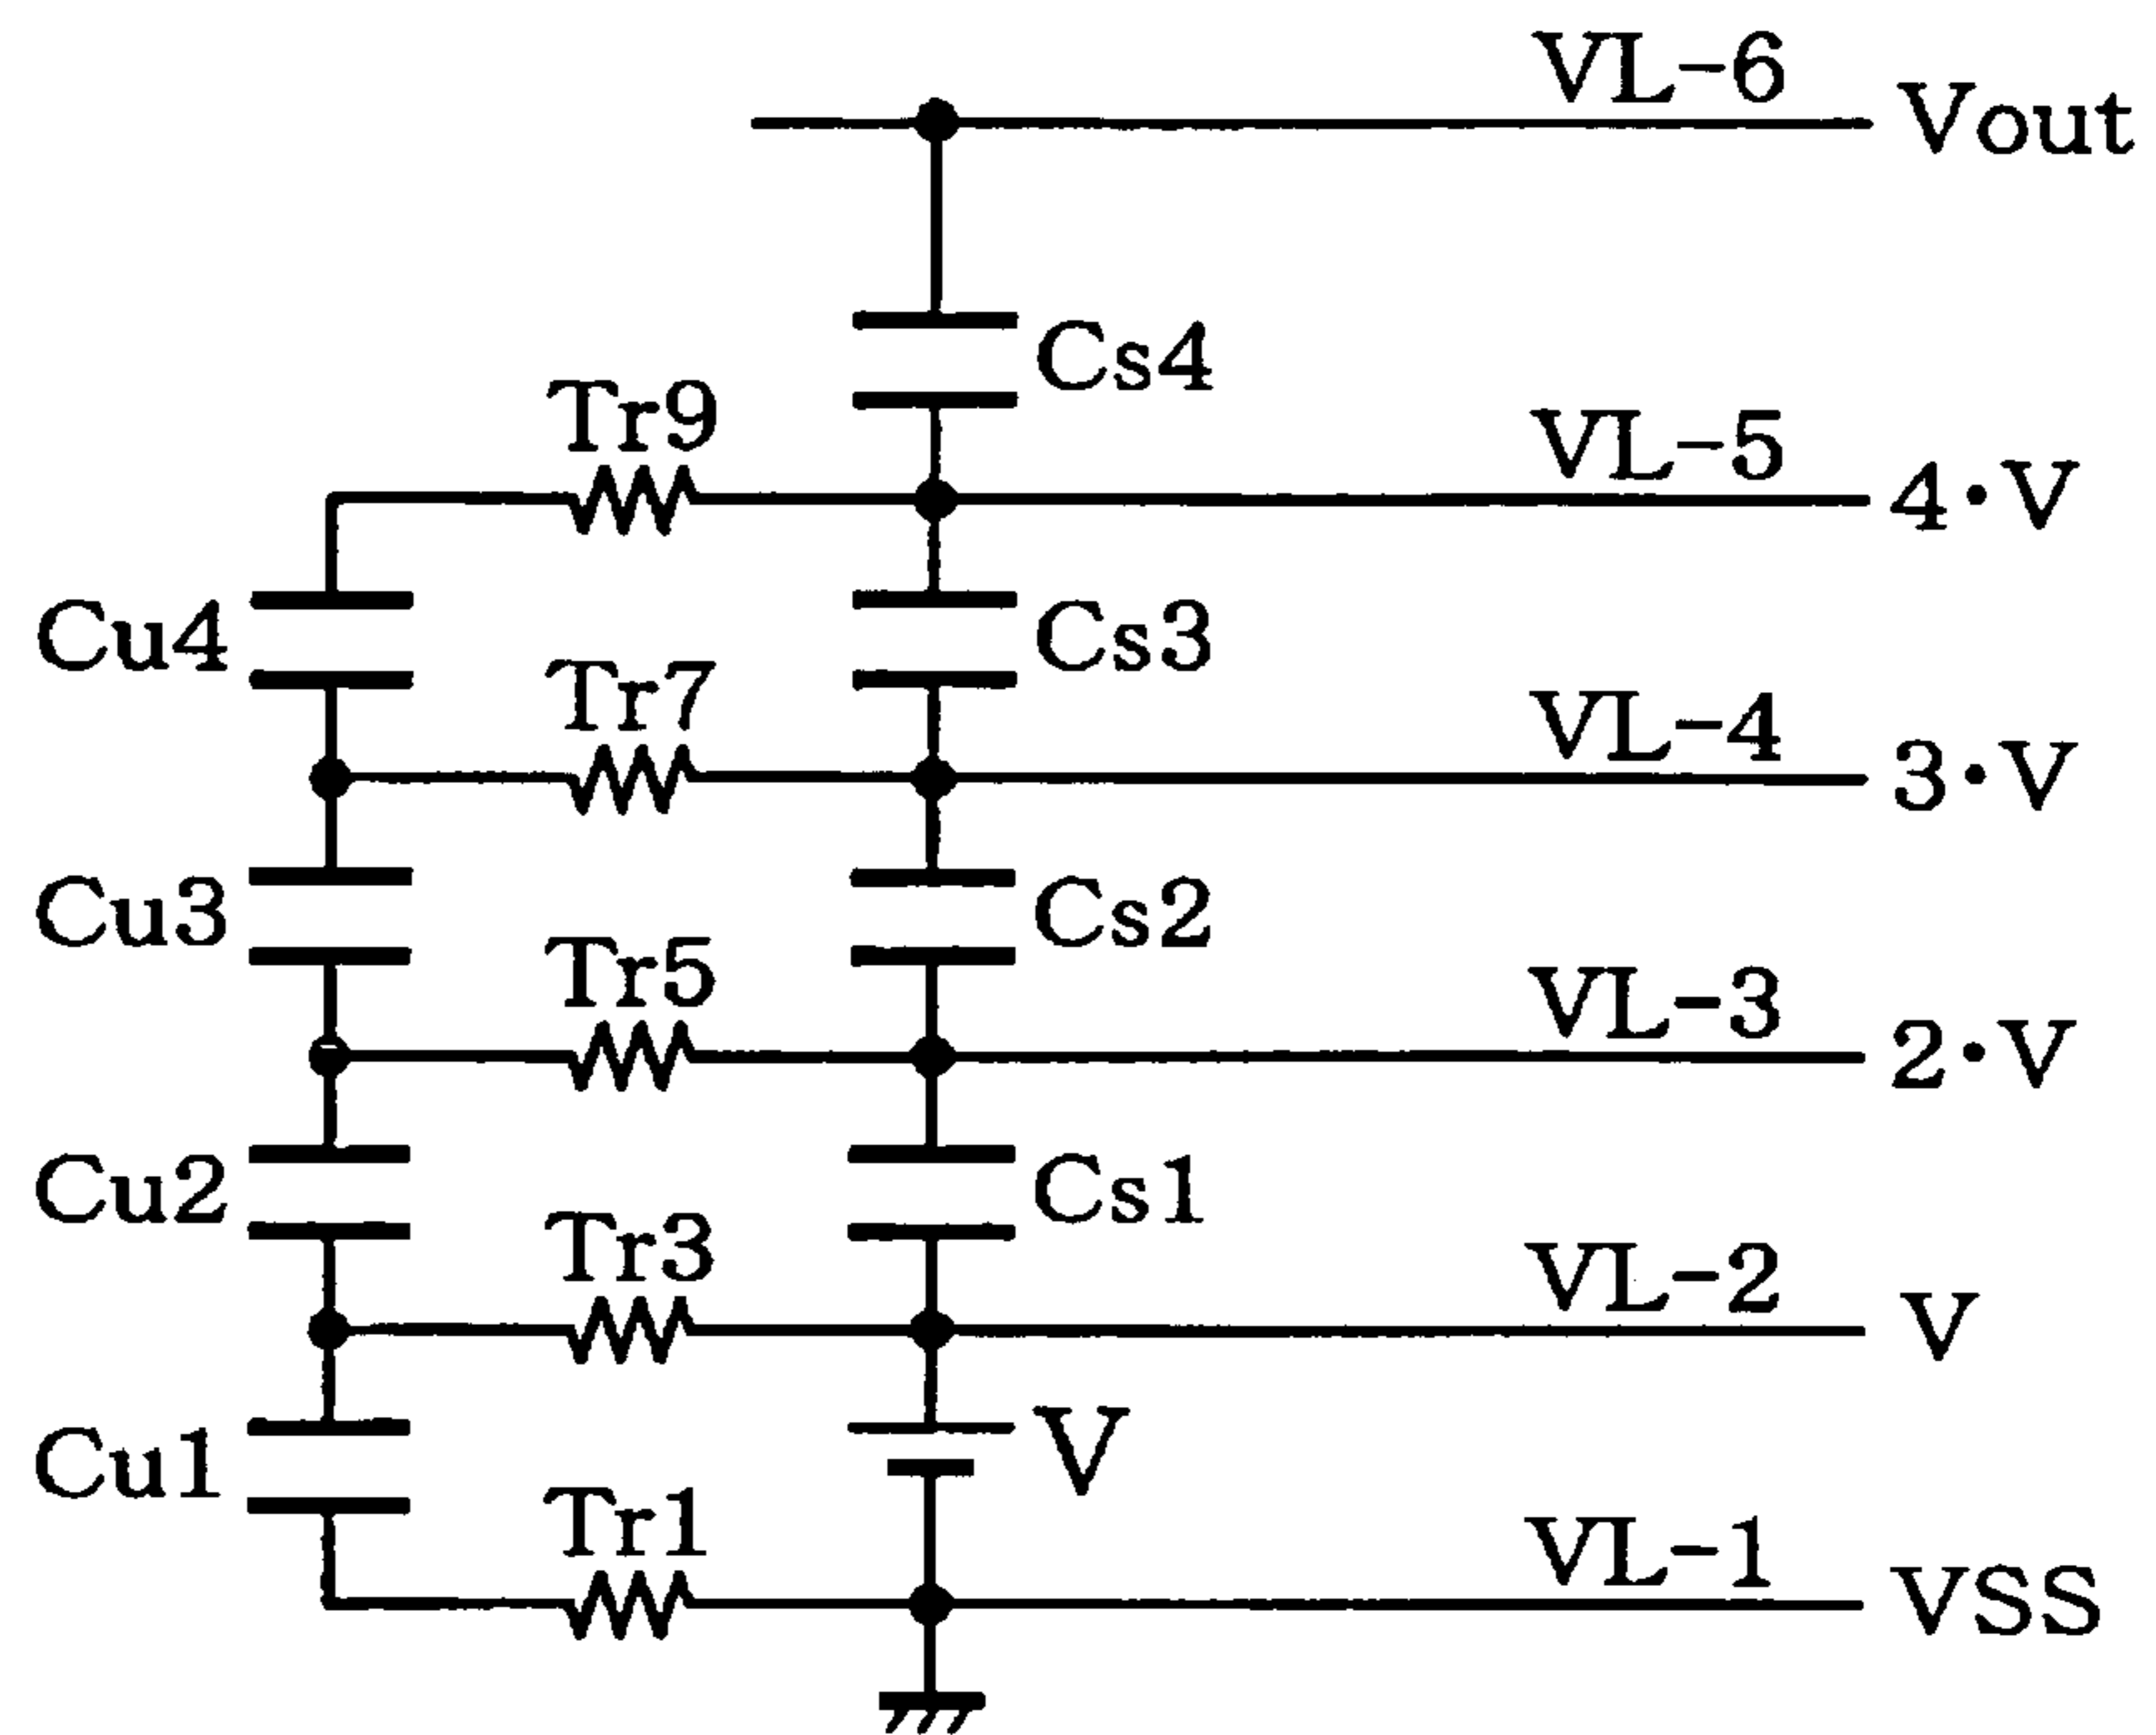 VL-6
Vout
Cs4
Tr9
VL-5
4·V
Cu4
Cs3
Tr7
VL-4
3·V
Cu3
Cs2
Tr5
VL-3
2·V
Cu2
Cs1
Tr3
VL-2
V
Cu1
V
Tr1
VL-1
VSS